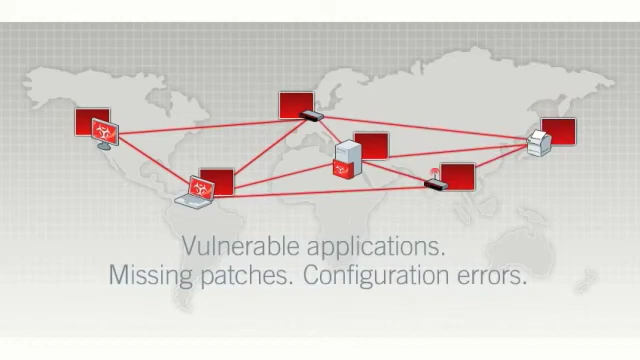 Vulnerable applications.
Missing patches. Configuration errors.